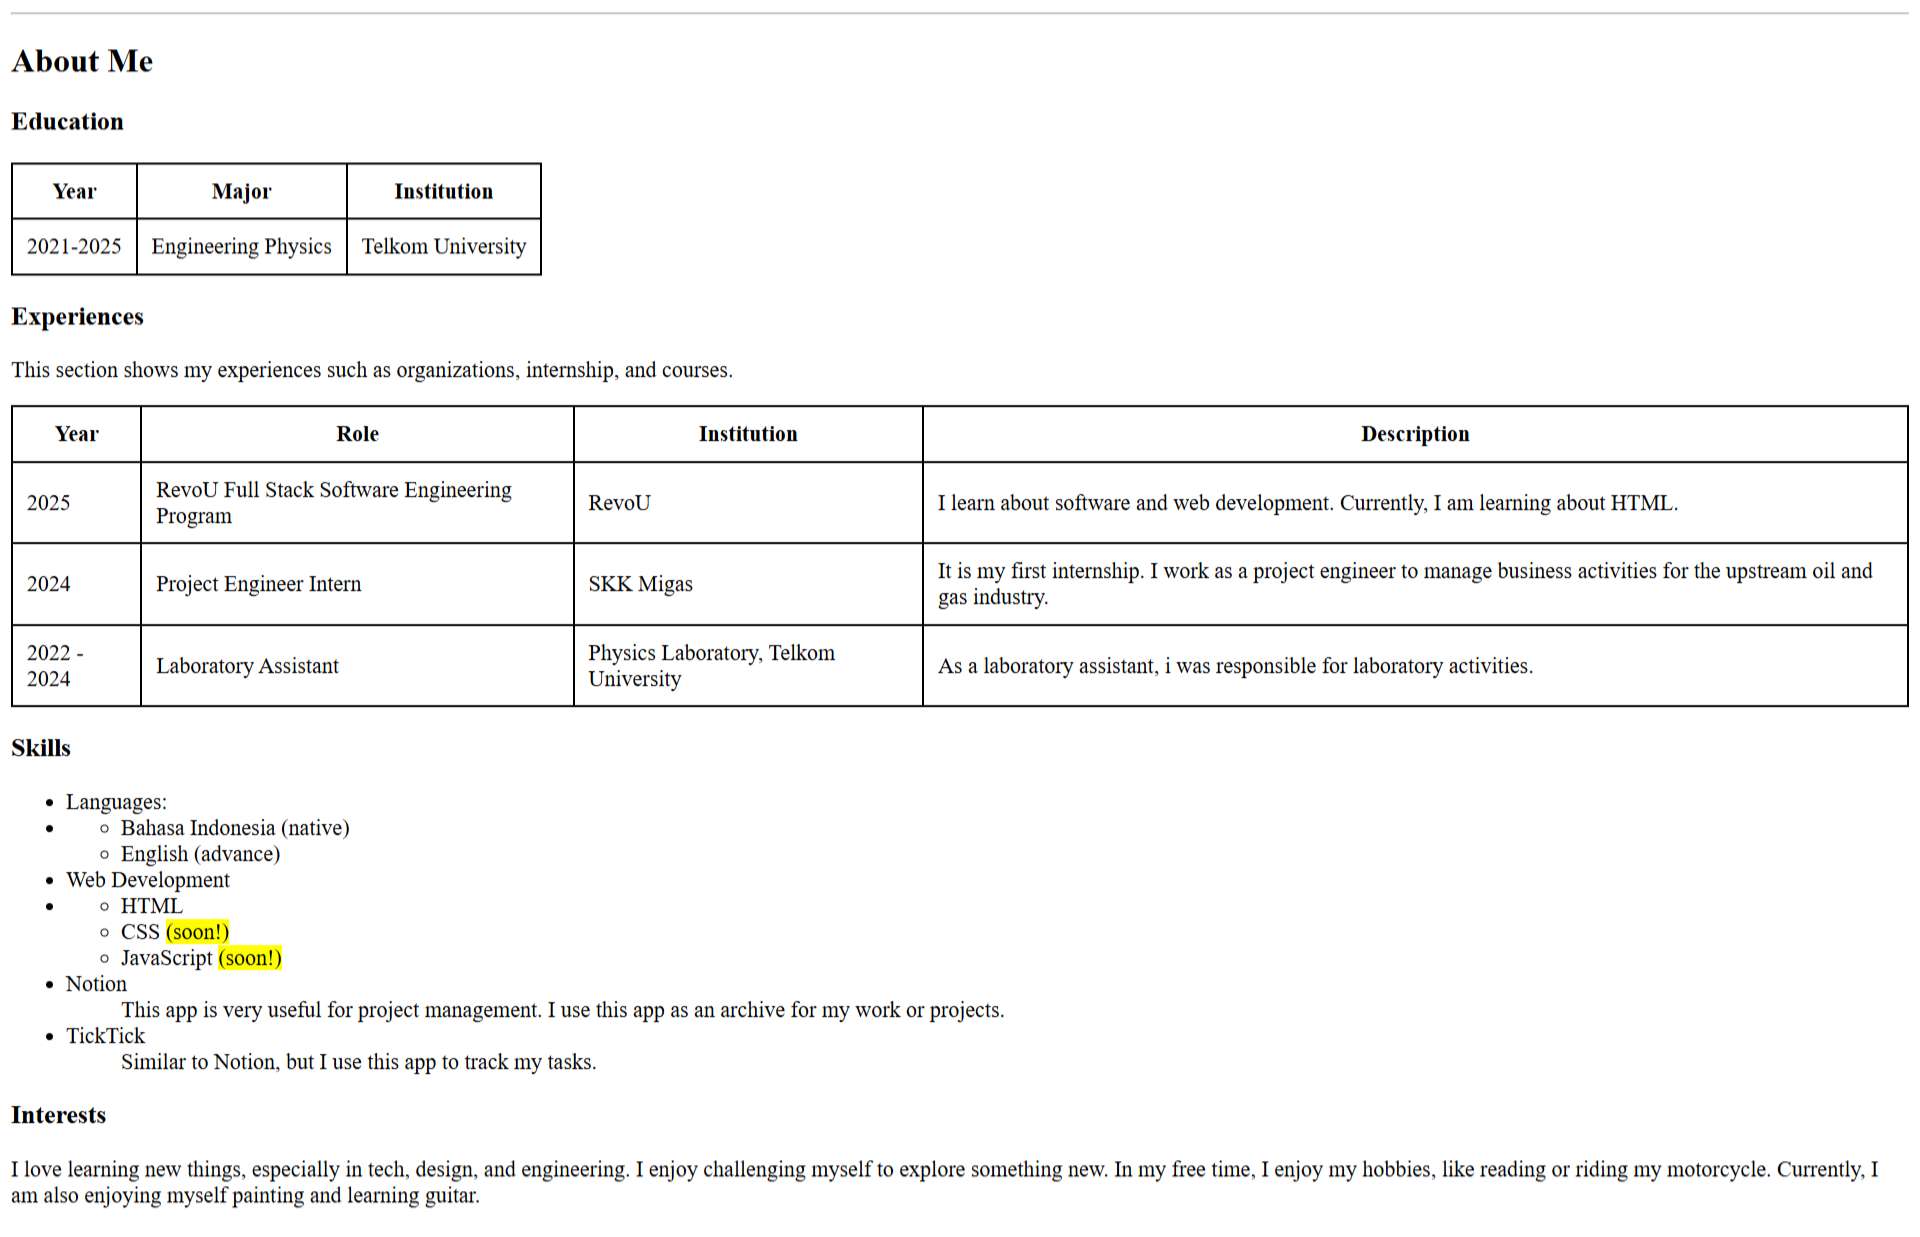 About Me
Education
Year Major Institution
2021-2025 Engineering Physics Telkom University
Experiences
This section shows my experiences such as organizations, internship, and courses.
Year Role Institution Description
2025
RevoU Full Stack Software Engineering
Program
RevoU
I learn about software and web development. Currently, I am learning about HTML.
2024
Project Engineer Intern
SKK Migas
It is my first internship. I work as a project engineer to manage business activities for the upstream oil and
gas industry.
2022 -
2024
Laboratory Assistant
Physics Laboratory, Telkom
University
As a laboratory assistant, i was responsible for laboratory activities.
Skills
Languages:
Bahasa Indonesia (native)
English (advance)
Web Development
HTML
CSS (soon!)
JavaScript (soon!)
Notion
This app is very useful for project management. I use this app as an archive for my work or projects.
TickTick
Similar to Notion, but I use this app to track my tasks.
Interests
I love learning new things, especially in tech, design, and engineering. I enjoy challenging myself to explore something new. In my free time, I enjoy my hobbies, like reading or riding my motorcycle. Currently, I
am also enjoying myself painting and learning guitar.